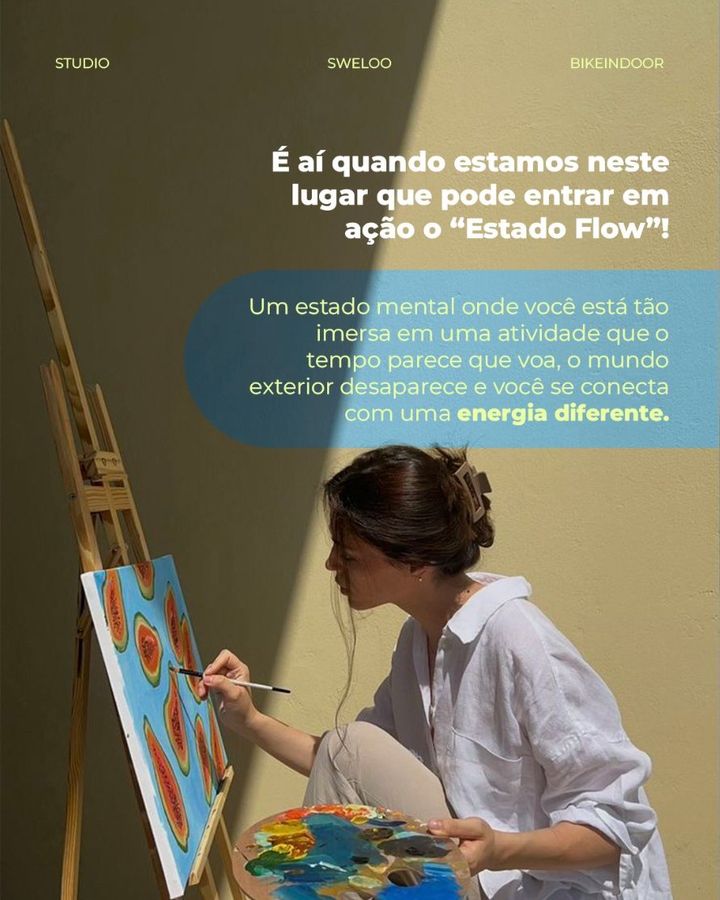 STUDIO SWELOO BIKEINDOOR
É aí quando estamos neste
lugar que pode entrar em
ação o “Estado Flow”!
Um estado mental onde você está tão
imersa em uma atividade que o
tempo parece que voa, o mundo
exterior desaparece e você se conecta
com uma energia diferente.